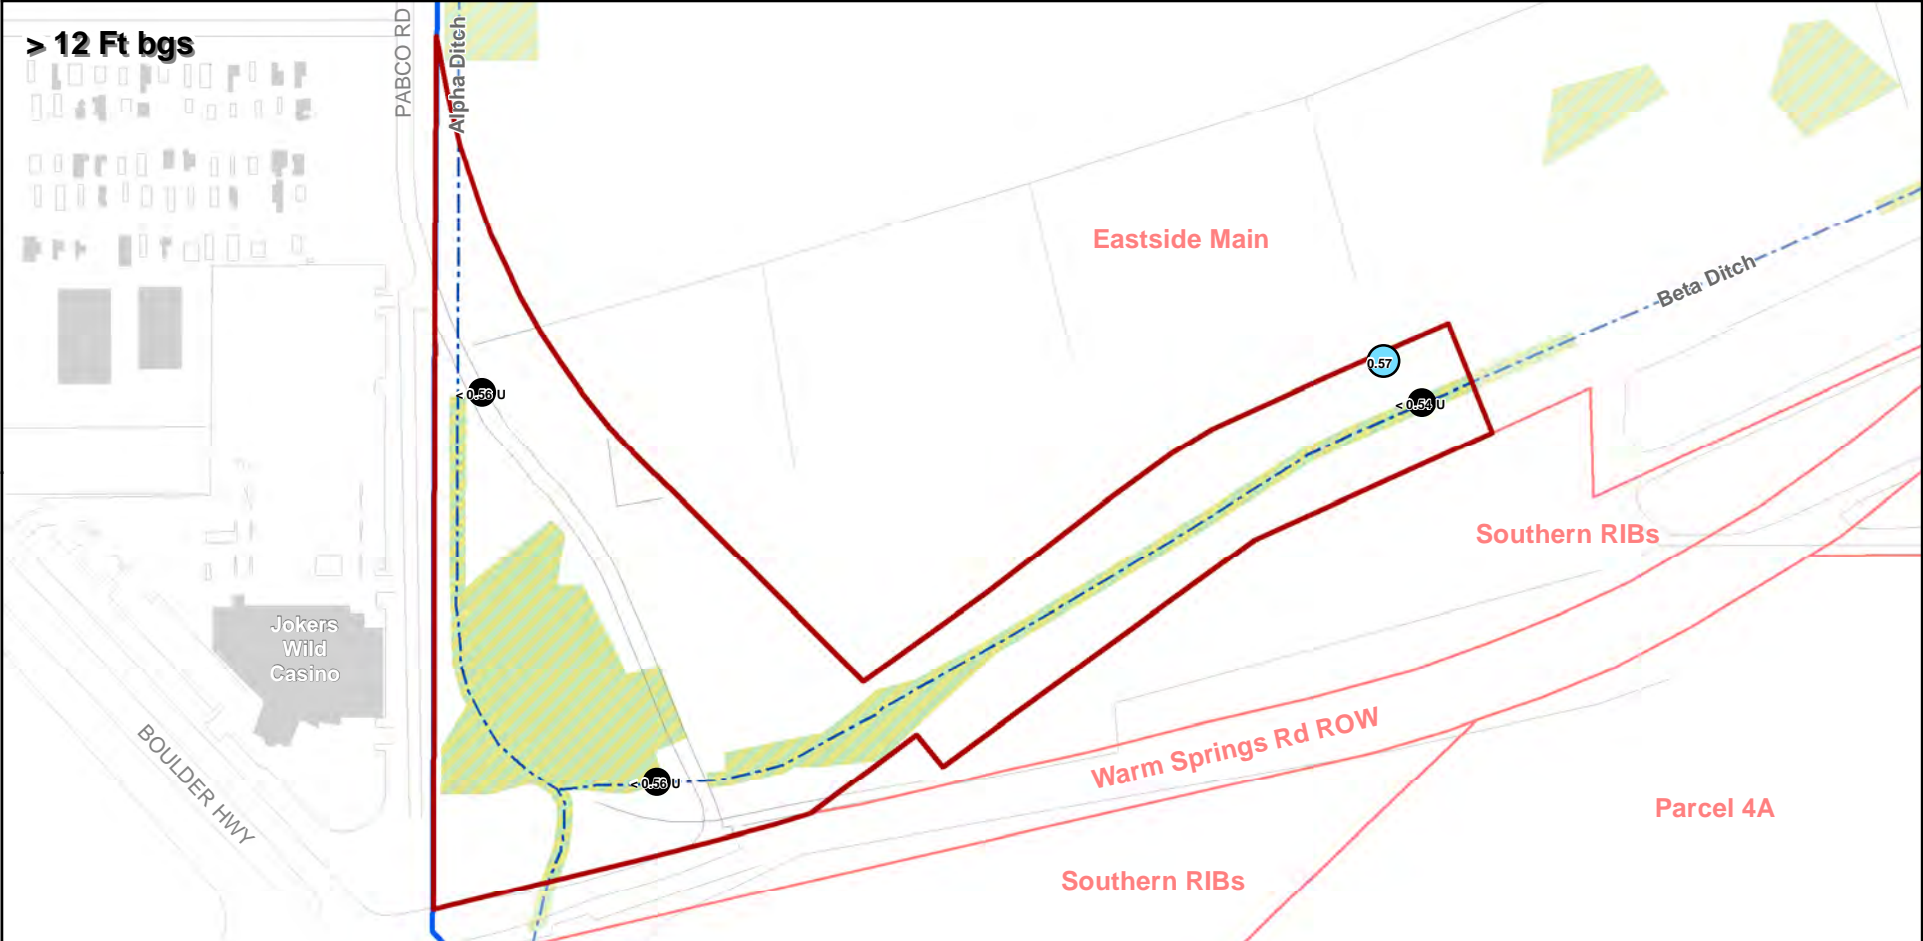 > 12 Ft bgs
PABCO RD
Alpha Ditch
Eastside Main
Beta Ditch
0.57
< 0.56 U
< 0.54 U
Southern RIBs
Jokers
Wild
Casino
Warm Springs Rd ROW
BOULDER HWY
< 0.56 U
Parcel 4A
Southern RIBs